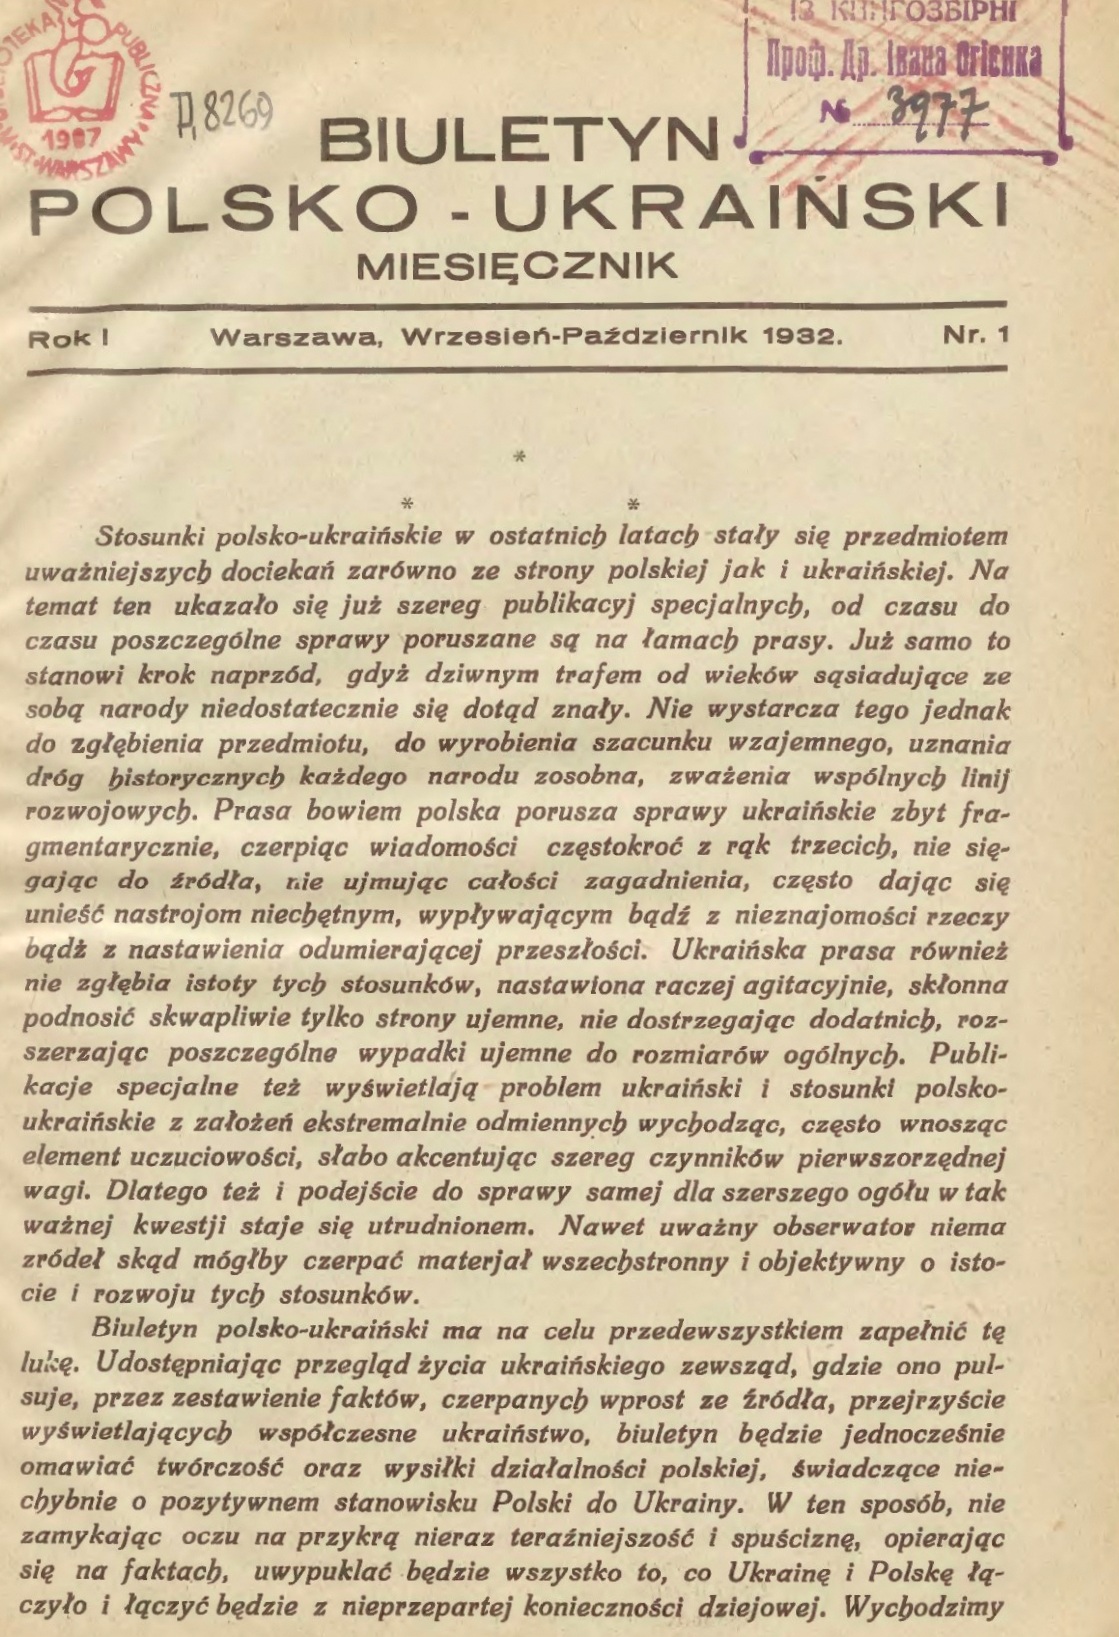 BIBLIOTEKA PUBLICZNA
1907
M. ST. WARSZAWY
ІЗ КНИГОЗБІРНІ
Проф. Др. Івана Огієнка
№ 3977
Д 8269
BIULETYN
POLSKO-UKRAIŃSKI
MIESIĘCZNIK
Rok I Warszawa, Wrzesień-Październik 1932. Nr. 1
*
* *
Stosunki polsko-ukraińskie w ostatnich latach stały się przedmiotem
uważniejszych dociekań zarówno ze strony polskiej jak i ukraińskiej. Na
temat ten ukazało się już szereg publikacyj specjalnych, od czasu do
czasu poszczególne sprawy poruszane są na łamach prasy. Już samo to
stanowi krok naprzód, gdyż dziwnym trafem od wieków sąsiadujące ze
sobą narody niedostatecznie się dotąd znały. Nie wystarcza tego jednak
do zgłębienia przedmiotu, do wyrobienia szacunku wzajemnego, uznania
dróg historycznych każdego narodu zosobna, zważenia wspólnych linij
rozwojowych. Prasa bowiem polska porusza sprawy ukraińskie zbyt fra-
gmentarycznie, czerpiąc wiadomości częstokroć z rąk trzecich, nie się-
gając do źródła, nie ujmując całości zagadnienia, często dając się
unieść nastrojom niechętnym, wypływającym bądź z nieznajomości rzeczy
bądż z nastawienia odumierającej przeszłości. Ukraińska prasa również
nie zgłębia istoty tych stosunków, nastawiona raczej agitacyjnie, skłonna
podnosić skwapliwie tylko strony ujemne, nie dostrzegając dodatnich, roz-
szerzając poszczególne wypadki ujemne do rozmiarów ogólnych. Publi-
kacje specjalne też wyświetlają problem ukraiński i stosunki polsko-
ukraińskie z założeń ekstremalnie odmiennych wychodząc, często wnosząc
element uczuciowości, słabo akcentując szereg czynników pierwszorzędnej
wagi. Dlatego też i podejście do sprawy samej dla szerszego ogółu w tak
ważnej kwestji staje się utrudnionem. Nawet uważny obserwator niema
zródeł skąd mógłby czerpać materjał wszechstronny i objektywny o isto-
cie i rozwoju tych stosunków.
Biuletyn polsko-ukraiński ma na celu przedewszystkiem zapełnić tę
lukę. Udostępniając przegląd życia ukraińskiego zewsząd, gdzie ono pul-
suje, przez zestawienie faktów, czerpanych wprost ze źródła, przejrzyście
wyświetlających współczesne ukraiństwo, biuletyn będzie jednocześnie
omawiać twórczość oraz wysiłki działalności polskiej, świadczące nie-
chybnie o pozytywnem stanowisku Polski do Ukrainy. W ten sposób, nie
zamykając oczu na przykrą nieraz teraźniejszość i spuściznę, opierając
się na faktach, uwypuklać będzie wszystko to, co Ukrainę i Polskę łą-
czyło i łączyć będzie z nieprzepartej konieczności dziejowej. Wychodzimy